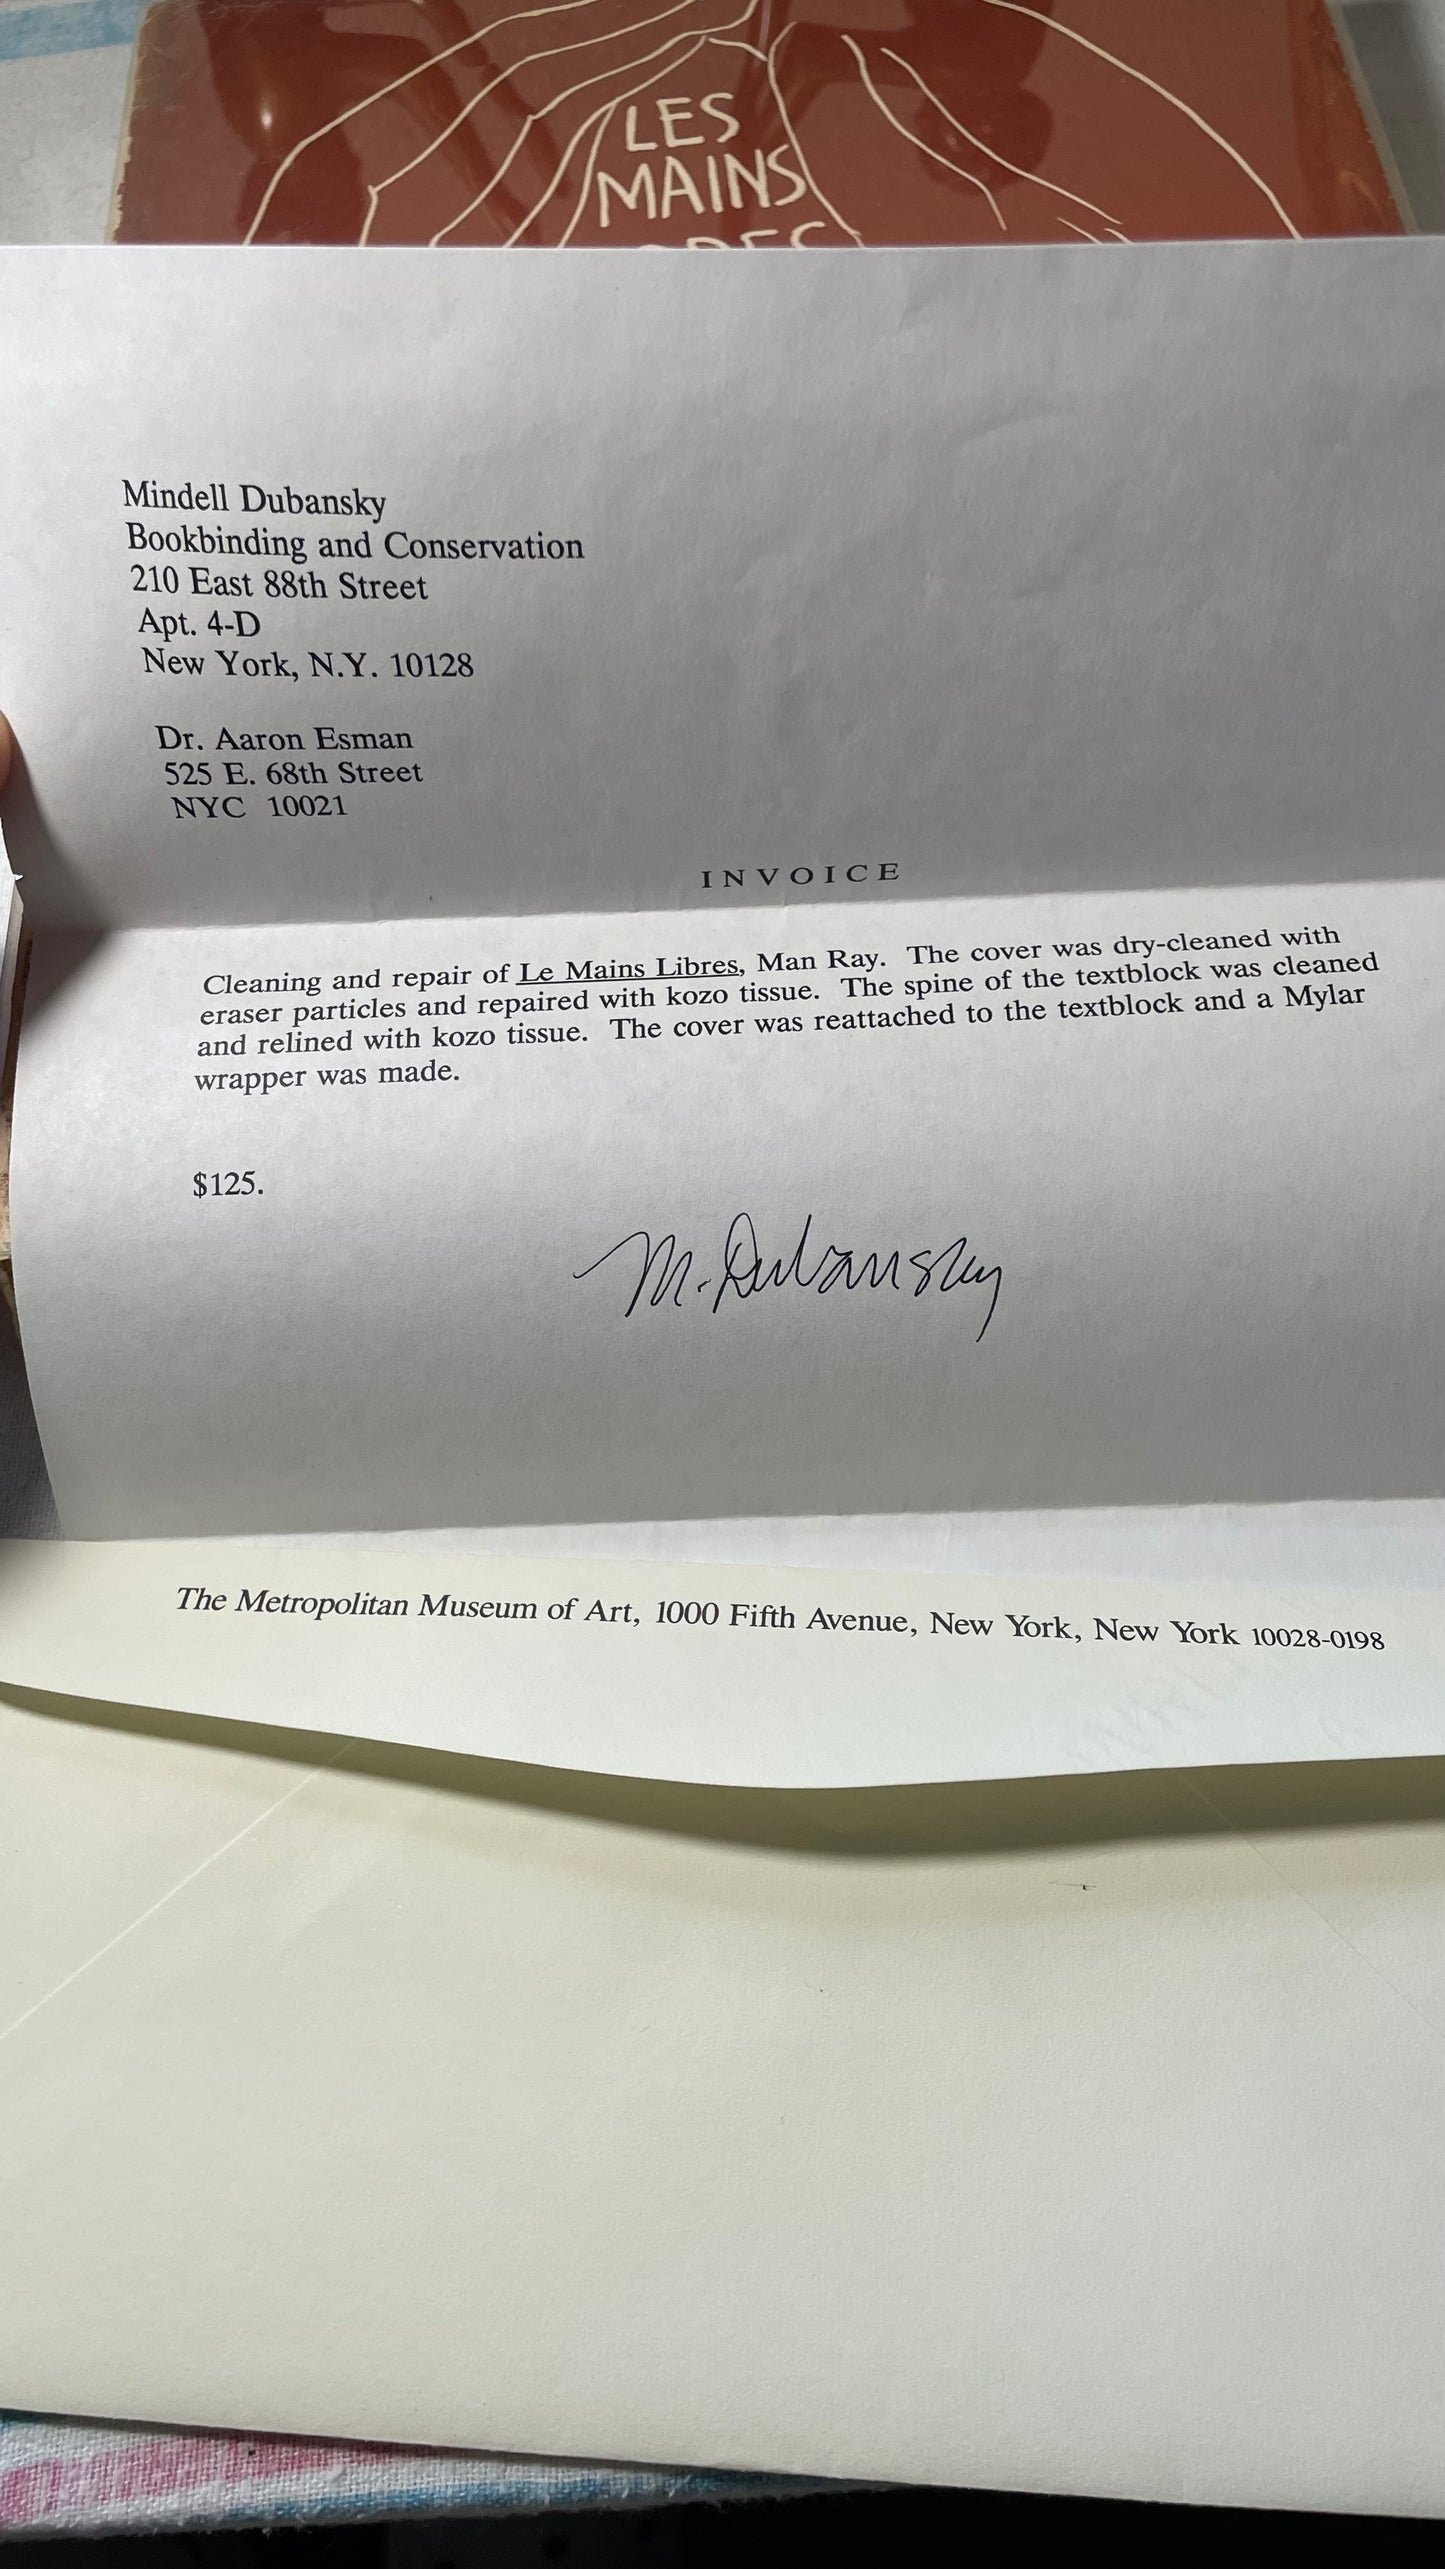 LES
MAINS
Mindell Dubansky
Bookbinding and Conservation
210 East 88th Street
Apt. 4-D
New York, N.Y. 10128
Dr. Aaron Esman
525 E. 68th Street
NYC 10021
INVOICE
Cleaning and repair of Le Mains Libres, Man Ray. The cover was dry-cleaned with
eraser particles and repaired with kozo tissue. The spine of the textblock was cleaned
and relined with kozo tissue. The cover was reattached to the textblock and a Mylar
wrapper was made.
$125.
M. Dubansky
The Metropolitan Museum of Art, 1000 Fifth Avenue, New York, New York 10028-0198